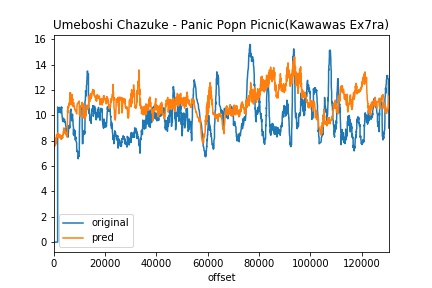 Umeboshi Chazuke - Panic Popn Picnic(Kawawas Ex7ra)
16
14
12
10
8
6
4
2
0
original
pred
0 20000 40000 60000 80000 100000 120000
offset